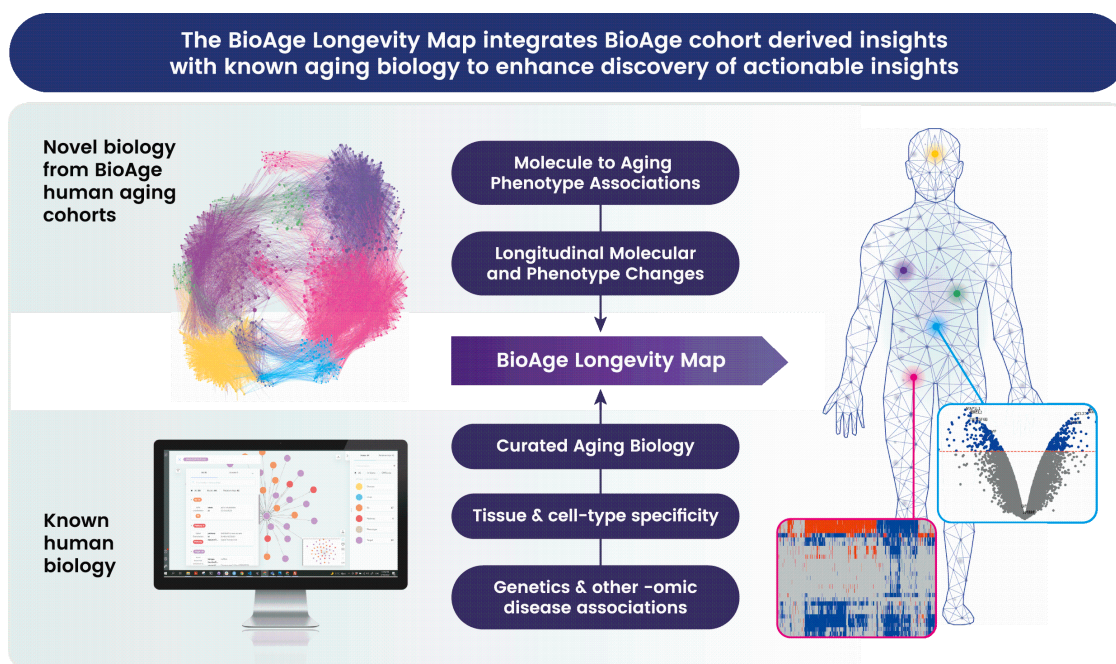 The BioAge Longevity Map integrates BioAge cohort derived insights
with known aging biology to enhance discovery of actionable insights
Novel biology
from BioAge
human aging
cohorts
Molecule to Aging
Phenotype Associations
Longitudinal Molecular
and Phenotype Changes
BioAge Longevity Map
Curated Aging Biology
Known
human
biology
Tissue & cell-type specificity
Genetics & other -omic
disease associations